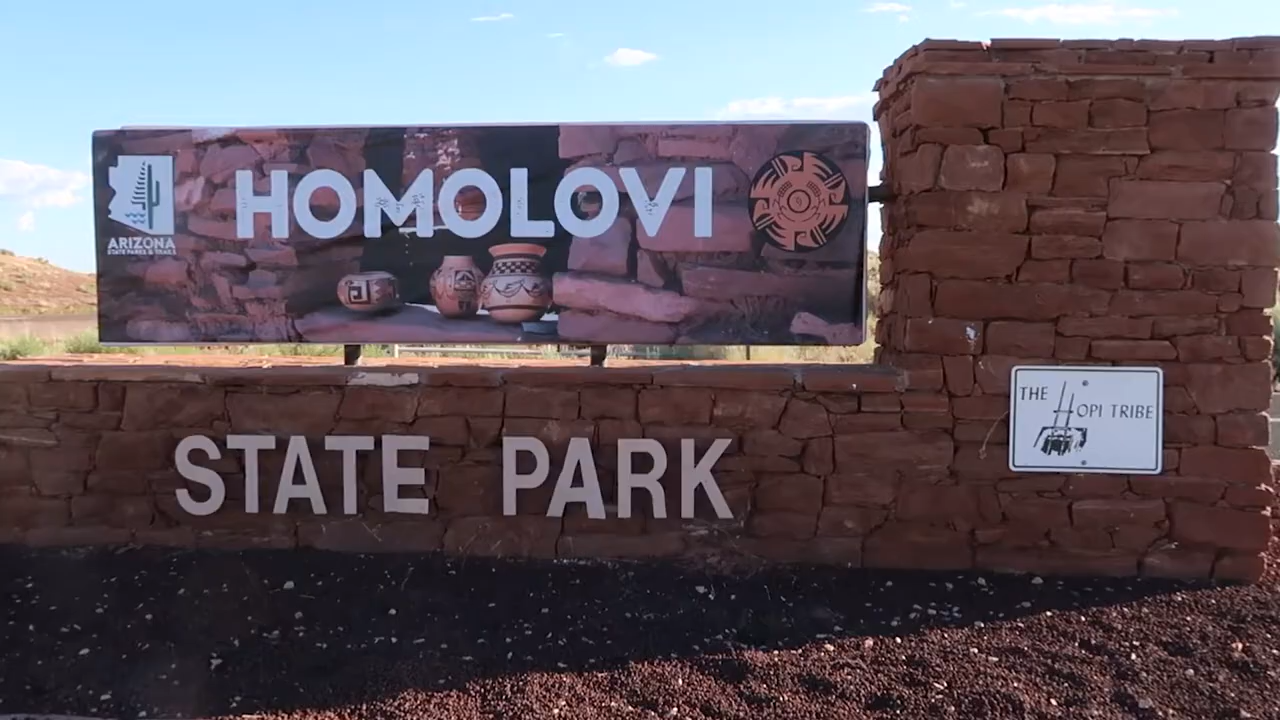 HOMOLOVI
ARIZONA
STATE PARKS & TRAILS
STATE PARK
THE HOPI TRIBE